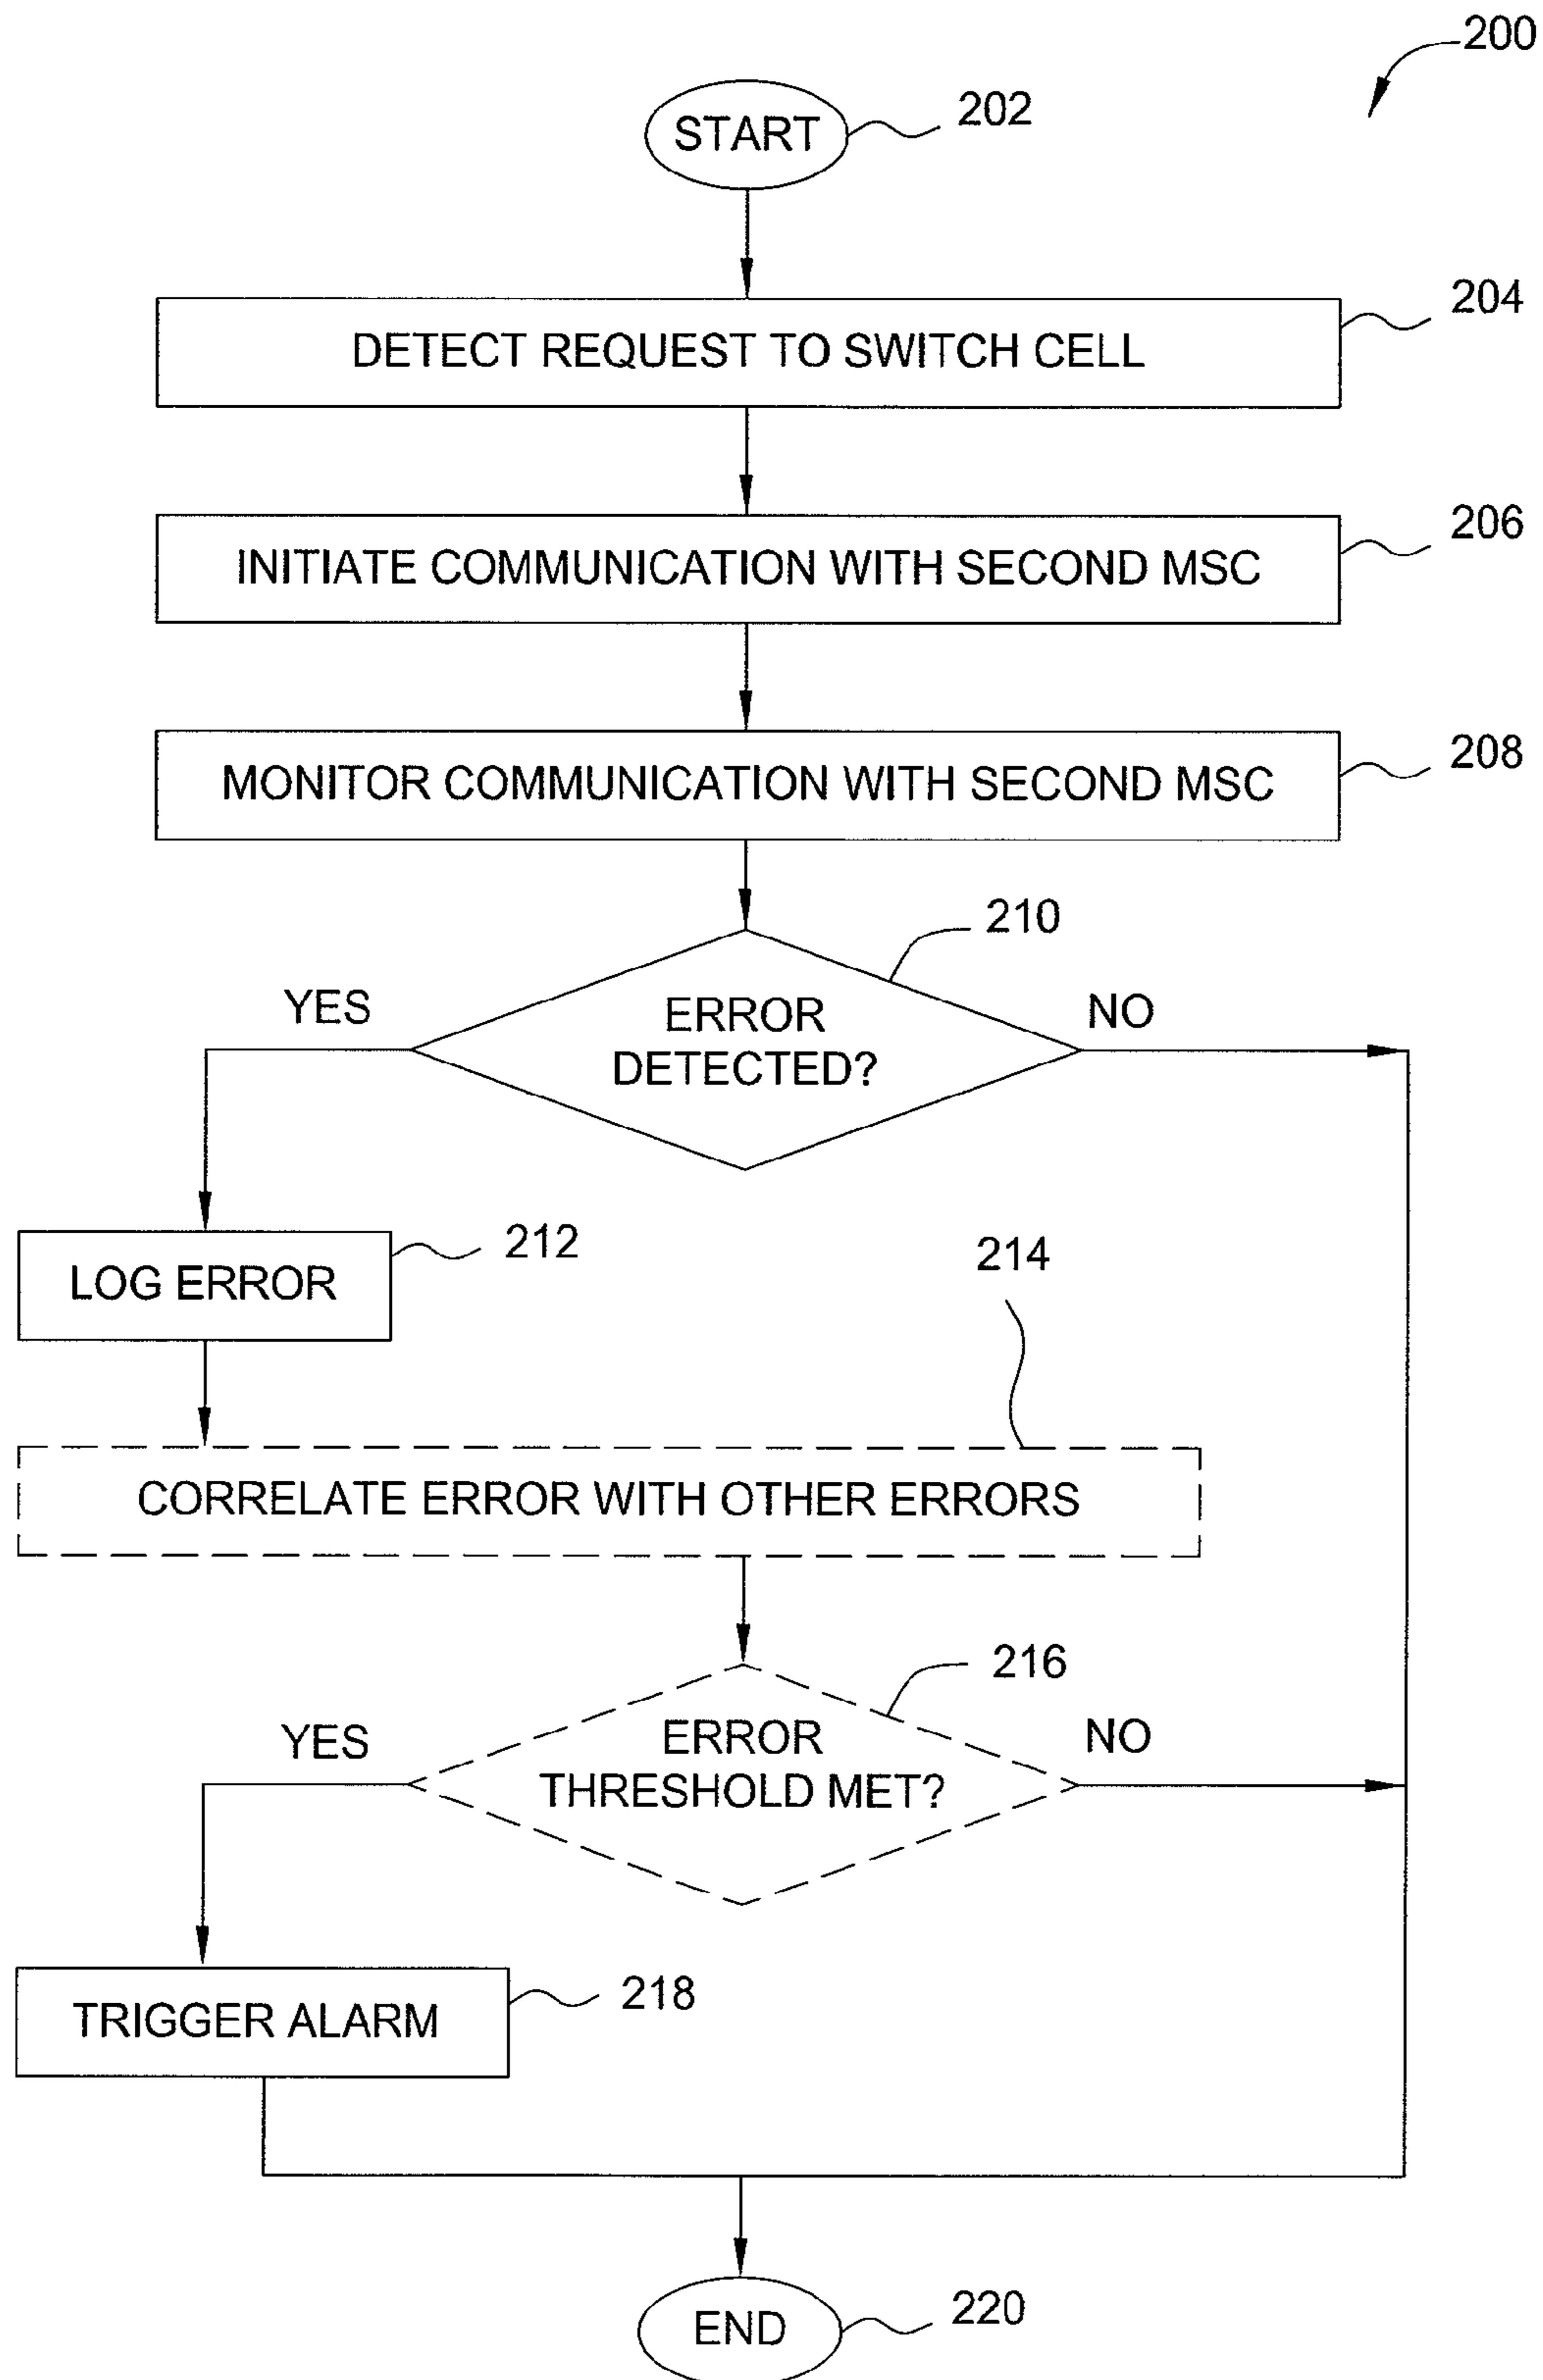 200
START
202
DETECT REQUEST TO SWITCH CELL
204
INITIATE COMMUNICATION WITH SECOND MSC
206
MONITOR COMMUNICATION WITH SECOND MSC
208
210
YES
ERROR
DETECTED?
NO
LOG ERROR
212
214
CORRELATE ERROR WITH OTHER ERRORS
216
YES
ERROR
THRESHOLD MET?
NO
TRIGGER ALARM
218
END
220